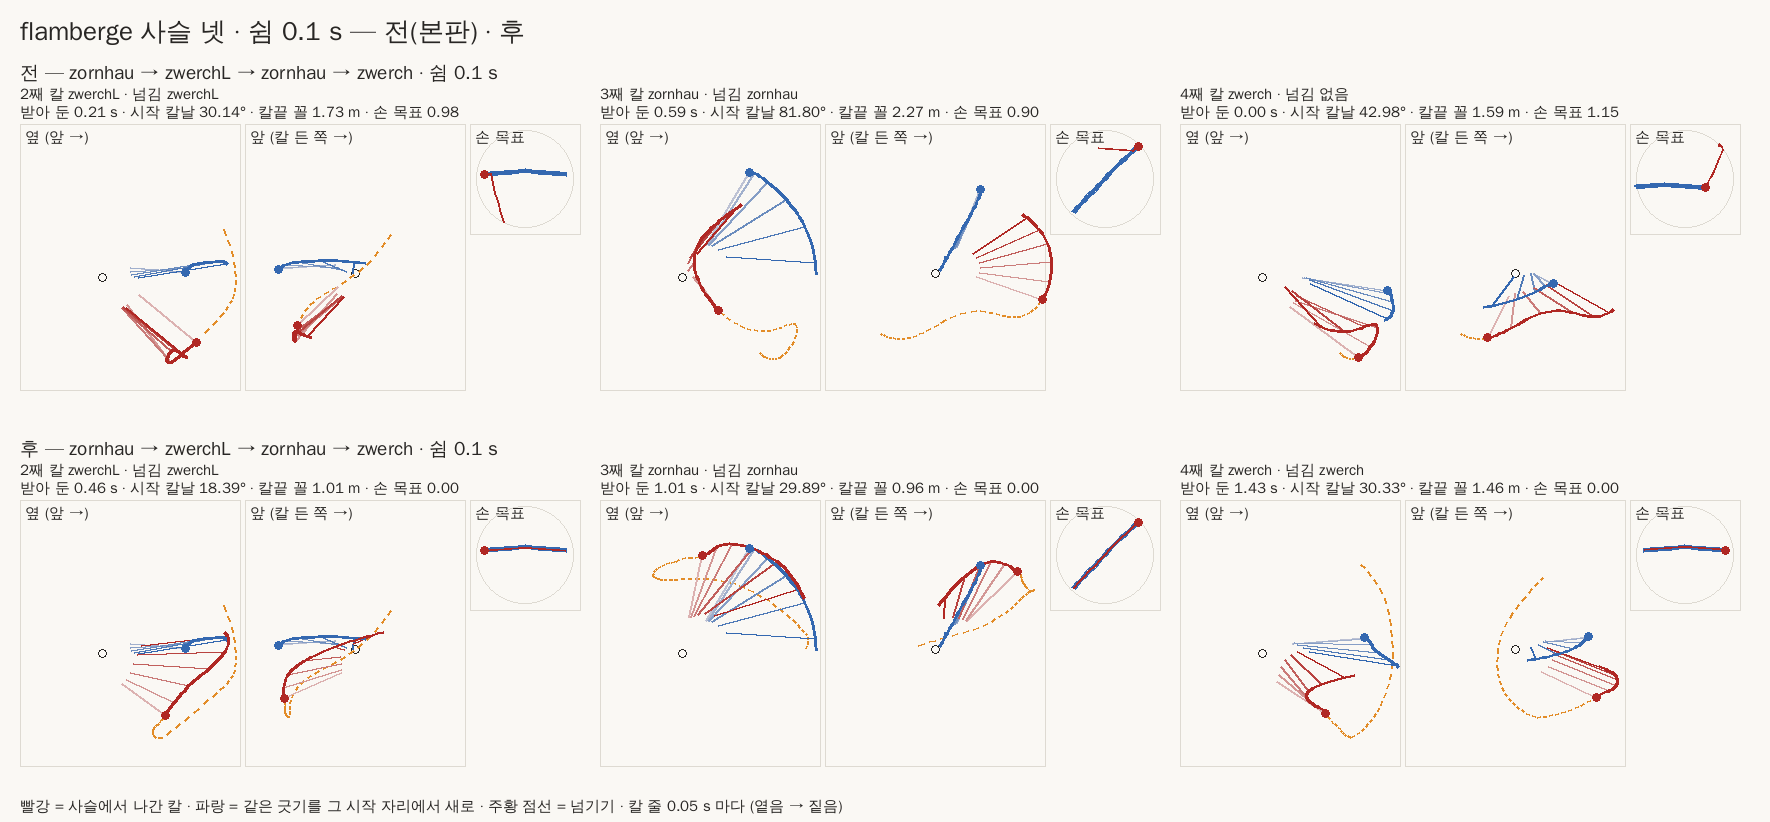 flamberge 사슬 넷 · 쉼 0.1 s — 전(본판) · 후
전 — zornhau → zwerchL → zornhau → zwerch · 쉼 0.1 s
2째 칼 zwerchL · 넘김 zwerchL
받아 둔 0.21 s · 시작 칼날 30.14° · 칼끝 꼴 1.73 m · 손 목표 0.98
옆 (앞 →)
앞 (칼 든 쪽 →)
손 목표
3째 칼 zornhau · 넘김 zornhau
받아 둔 0.59 s · 시작 칼날 81.80° · 칼끝 꼴 2.27 m · 손 목표 0.90
옆 (앞 →)
앞 (칼 든 쪽 →)
손 목표
4째 칼 zwerch · 넘김 없음
받아 둔 0.00 s · 시작 칼날 42.98° · 칼끝 꼴 1.59 m · 손 목표 1.15
옆 (앞 →)
앞 (칼 든 쪽 →)
손 목표
후 — zornhau → zwerchL → zornhau → zwerch · 쉼 0.1 s
2째 칼 zwerchL · 넘김 zwerchL
받아 둔 0.46 s · 시작 칼날 18.39° · 칼끝 꼴 1.01 m · 손 목표 0.00
옆 (앞 →)
앞 (칼 든 쪽 →)
손 목표
3째 칼 zornhau · 넘김 zornhau
받아 둔 1.01 s · 시작 칼날 29.89° · 칼끝 꼴 0.96 m · 손 목표 0.00
옆 (앞 →)
앞 (칼 든 쪽 →)
손 목표
4째 칼 zwerch · 넘김 zwerch
받아 둔 1.43 s · 시작 칼날 30.33° · 칼끝 꼴 1.46 m · 손 목표 0.00
옆 (앞 →)
앞 (칼 든 쪽 →)
손 목표
빨강 = 사슬에서 나간 칼 · 파랑 = 같은 긋기를 그 시작 자리에서 새로 · 주황 점선 = 넘기기 · 칼 줄 0.05 s 마다 (옅음 → 짙음)